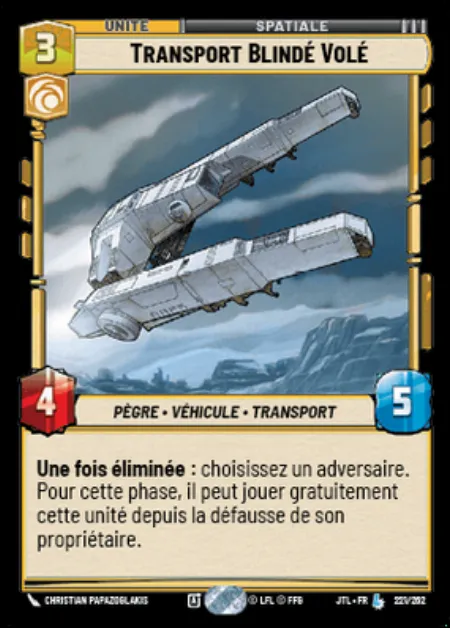 UNITÉ SPATIALE
3 TRANSPORT BLINDÉ VOLÉ
4 PÈGRE • VÉHICULE • TRANSPORT 5
Une fois éliminée : choisissez un adversaire.
Pour cette phase, il peut jouer gratuitement
cette unité depuis la défausse de son
propriétaire.
CHRISTIAN PAPAZOGLAKIS © LFL © FFG JTL • FR 221/262